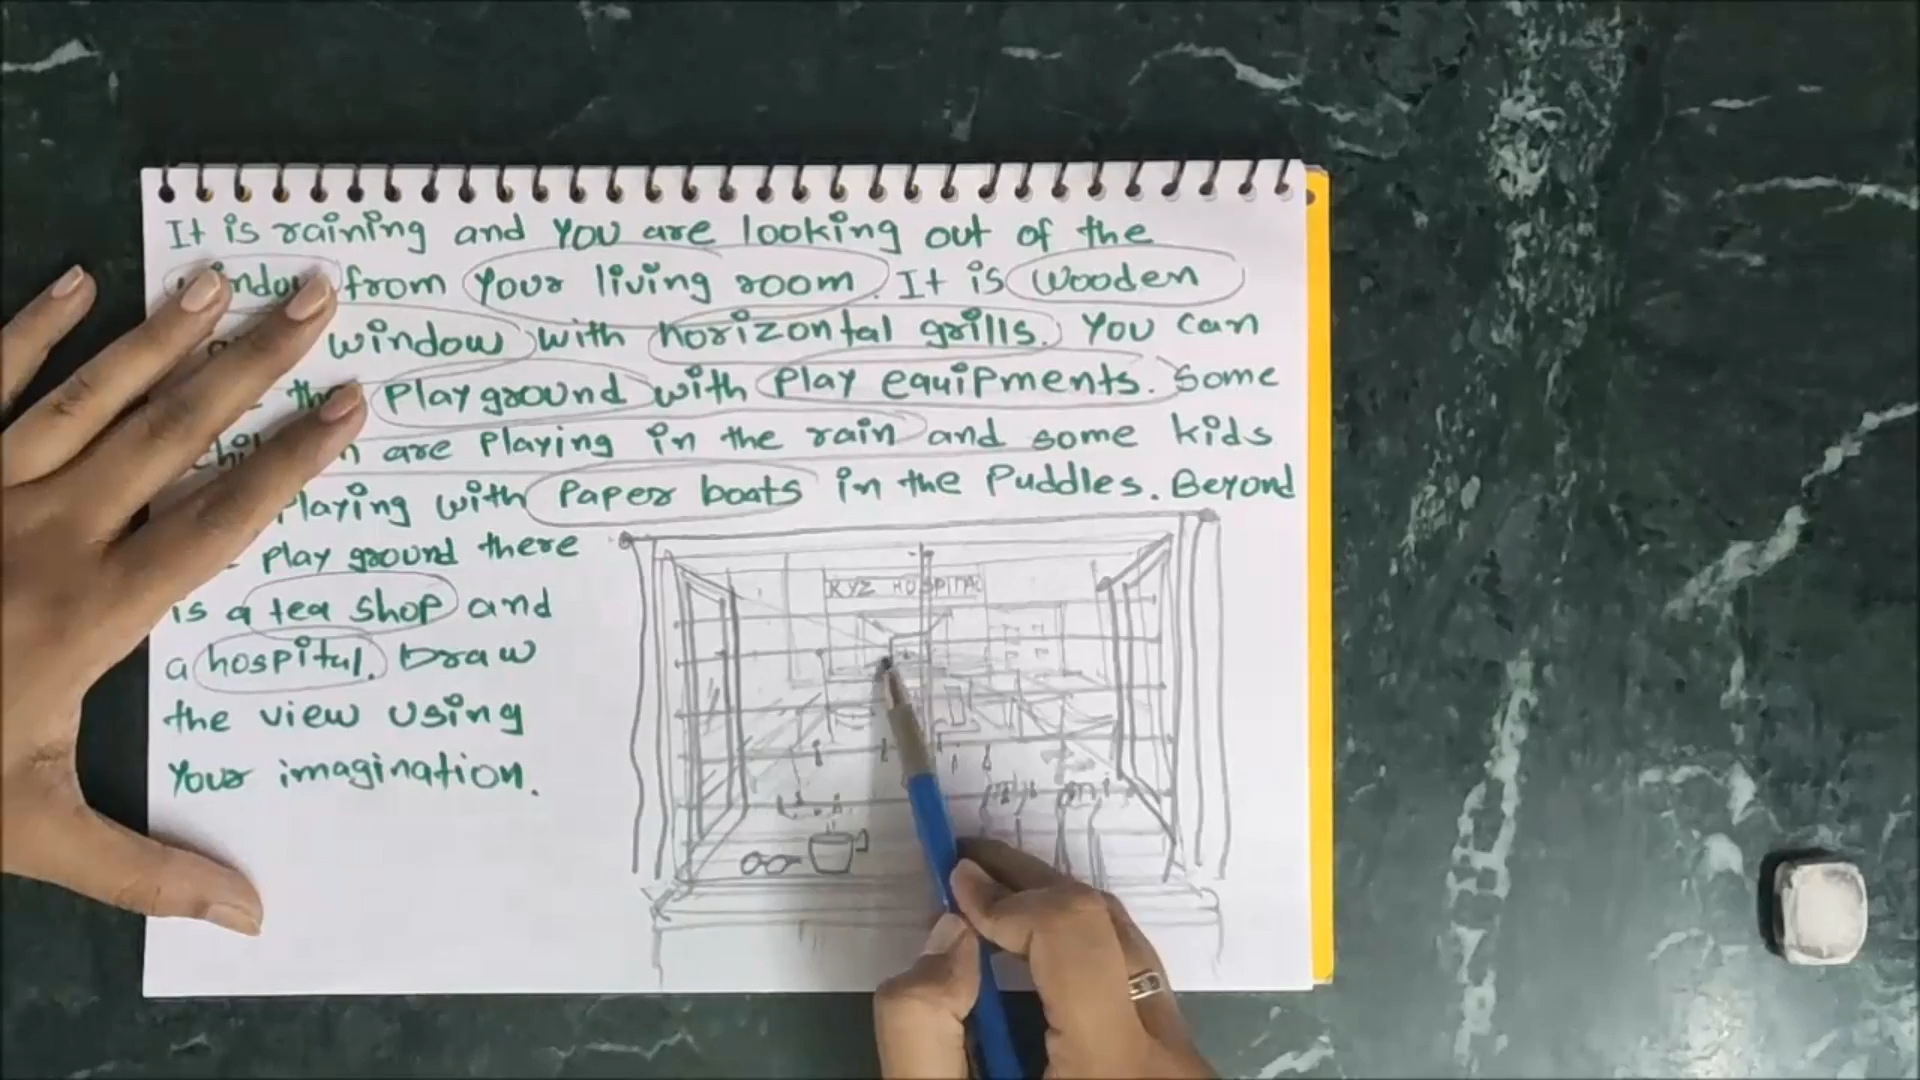 It is raining and you are looking out of the
window from your living room. It is wooden
window with horizontal grills. You can
the playground with play equipments. Some
are playing in the rain and some kids
playing with paper boats in the puddles. Beyond
play ground there
is a tea shop and
a hospital. Draw
the view using
your imagination.
XYZ HOSPITAL